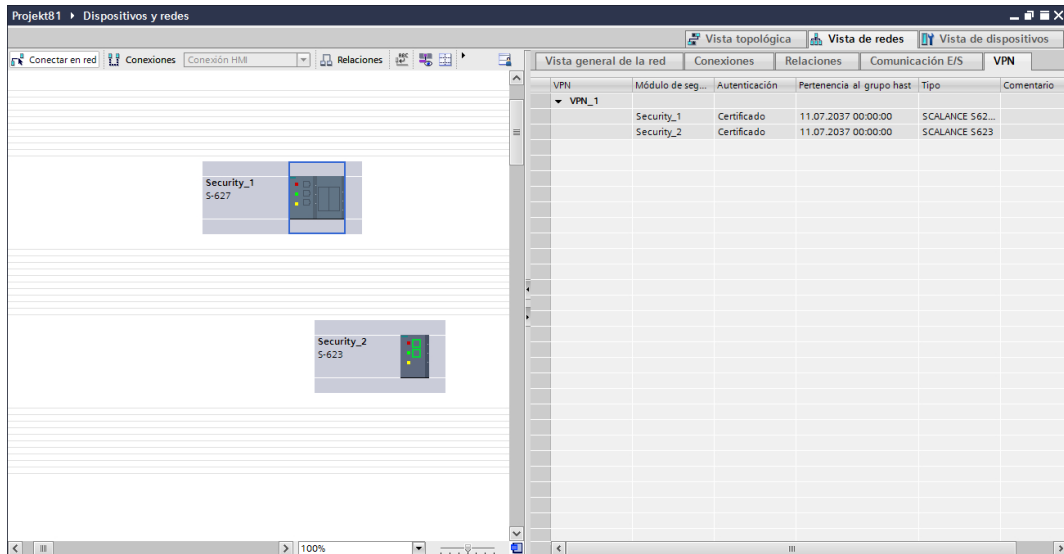 Projekt81 ▸ Dispositivos y redes
Vista topológica Vista de redes Vista de dispositivos
Conectar en red Conexiones Conexión HMI Relaciones
Vista general de la red Conexiones Relaciones Comunicación E/S VPN
VPN Módulo de seg... Autenticación Pertenencia al grupo hast Tipo Comentario
VPN_1
Security_1 Certificado 11.07.2037 00:00:00 SCALANCE S62...
Security_2 Certificado 11.07.2037 00:00:00 SCALANCE S623
Security_1
S-627
Security_2
S-623
100%